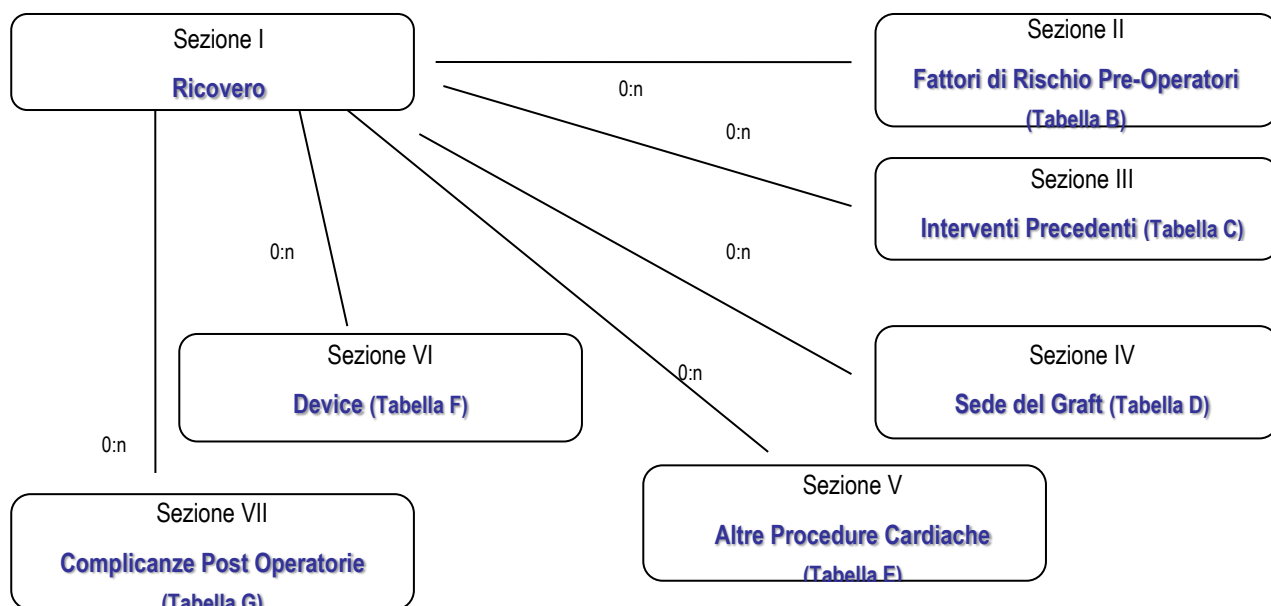 Sezione I
Ricovero
Sezione II
Fattori di Rischio Pre-Operatori
(Tabella B)
0:n
0:n
Sezione III
Interventi Precedenti (Tabella C)
0:n
0:n
Sezione VI
Device (Tabella F)
Sezione IV
Sede del Graft (Tabella D)
0:n
0:n
Sezione V
Altre Procedure Cardiache
(Tabella E)
Sezione VII
Complicanze Post Operatorie
(Tabella G)